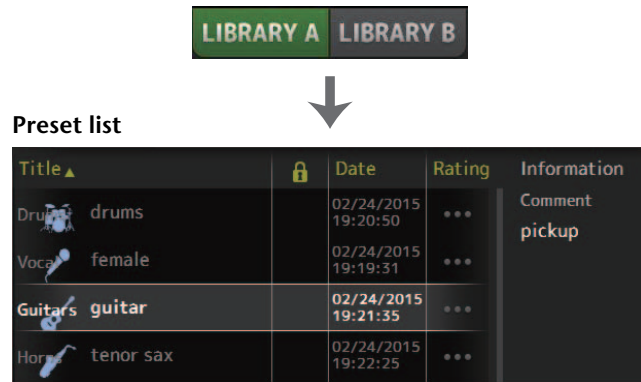 LIBRARY A LIBRARY B
Preset list
Title Date Rating Information
Comment
pickup
Drums drums 02/24/2015
19:20:50
Vocal female 02/24/2015
19:19:31
Guitars guitar 02/24/2015
19:21:35
Horns tenor sax 02/24/2015
19:22:25